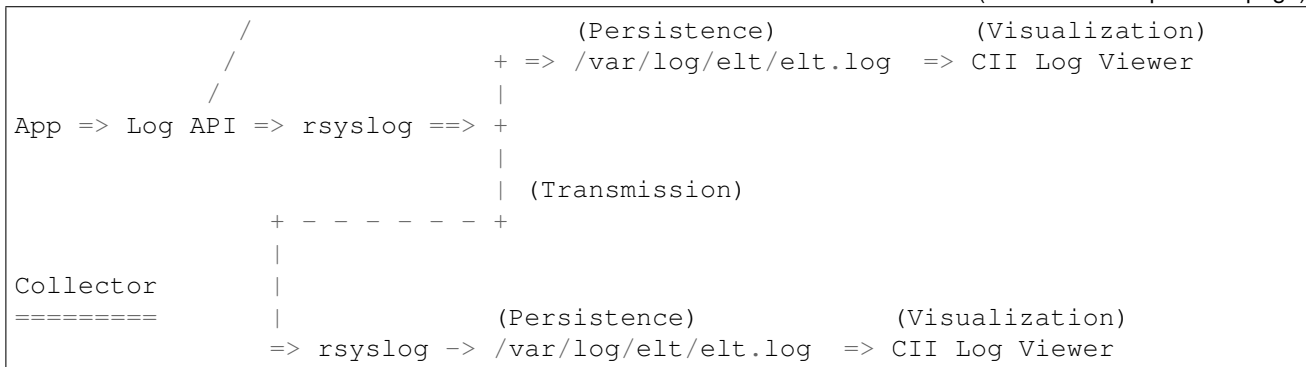 / (Persistence) (Visualization)
/ + => /var/log/elt/elt.log => CII Log Viewer
/ |
App => Log API => rsyslog ==> +
|
| (Transmission)
+ - - - - - - +
|
Collector |
========= | (Persistence) (Visualization)
=> rsyslog -> /var/log/elt/elt.log => CII Log Viewer